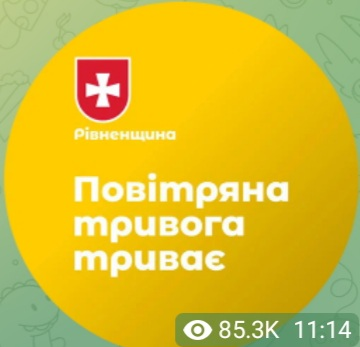 Рівненщина
Повітряна
тривога
триває
85.3K 11:14